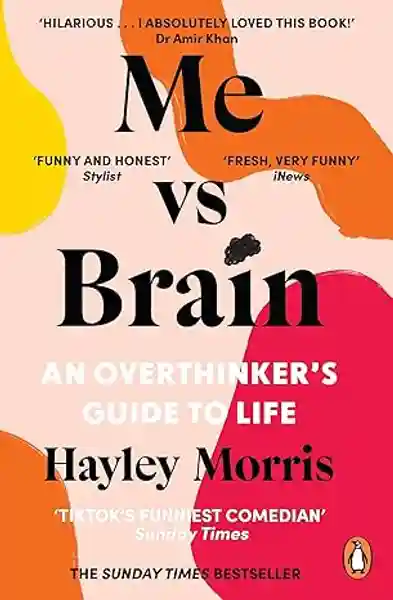 ‘HILARIOUS . . . I ABSOLUTELY LOVED THIS BOOK!’
Dr Amir Khan
Me
‘FUNNY AND HONEST’
Stylist
‘FRESH, VERY FUNNY’
iNews
vs
Brain
AN OVERTHINKER’S
GUIDE TO LIFE
Hayley Morris
‘TIKTOK’S FUNNIEST COMEDIAN’
Sunday Times
THE SUNDAY TIMES BESTSELLER